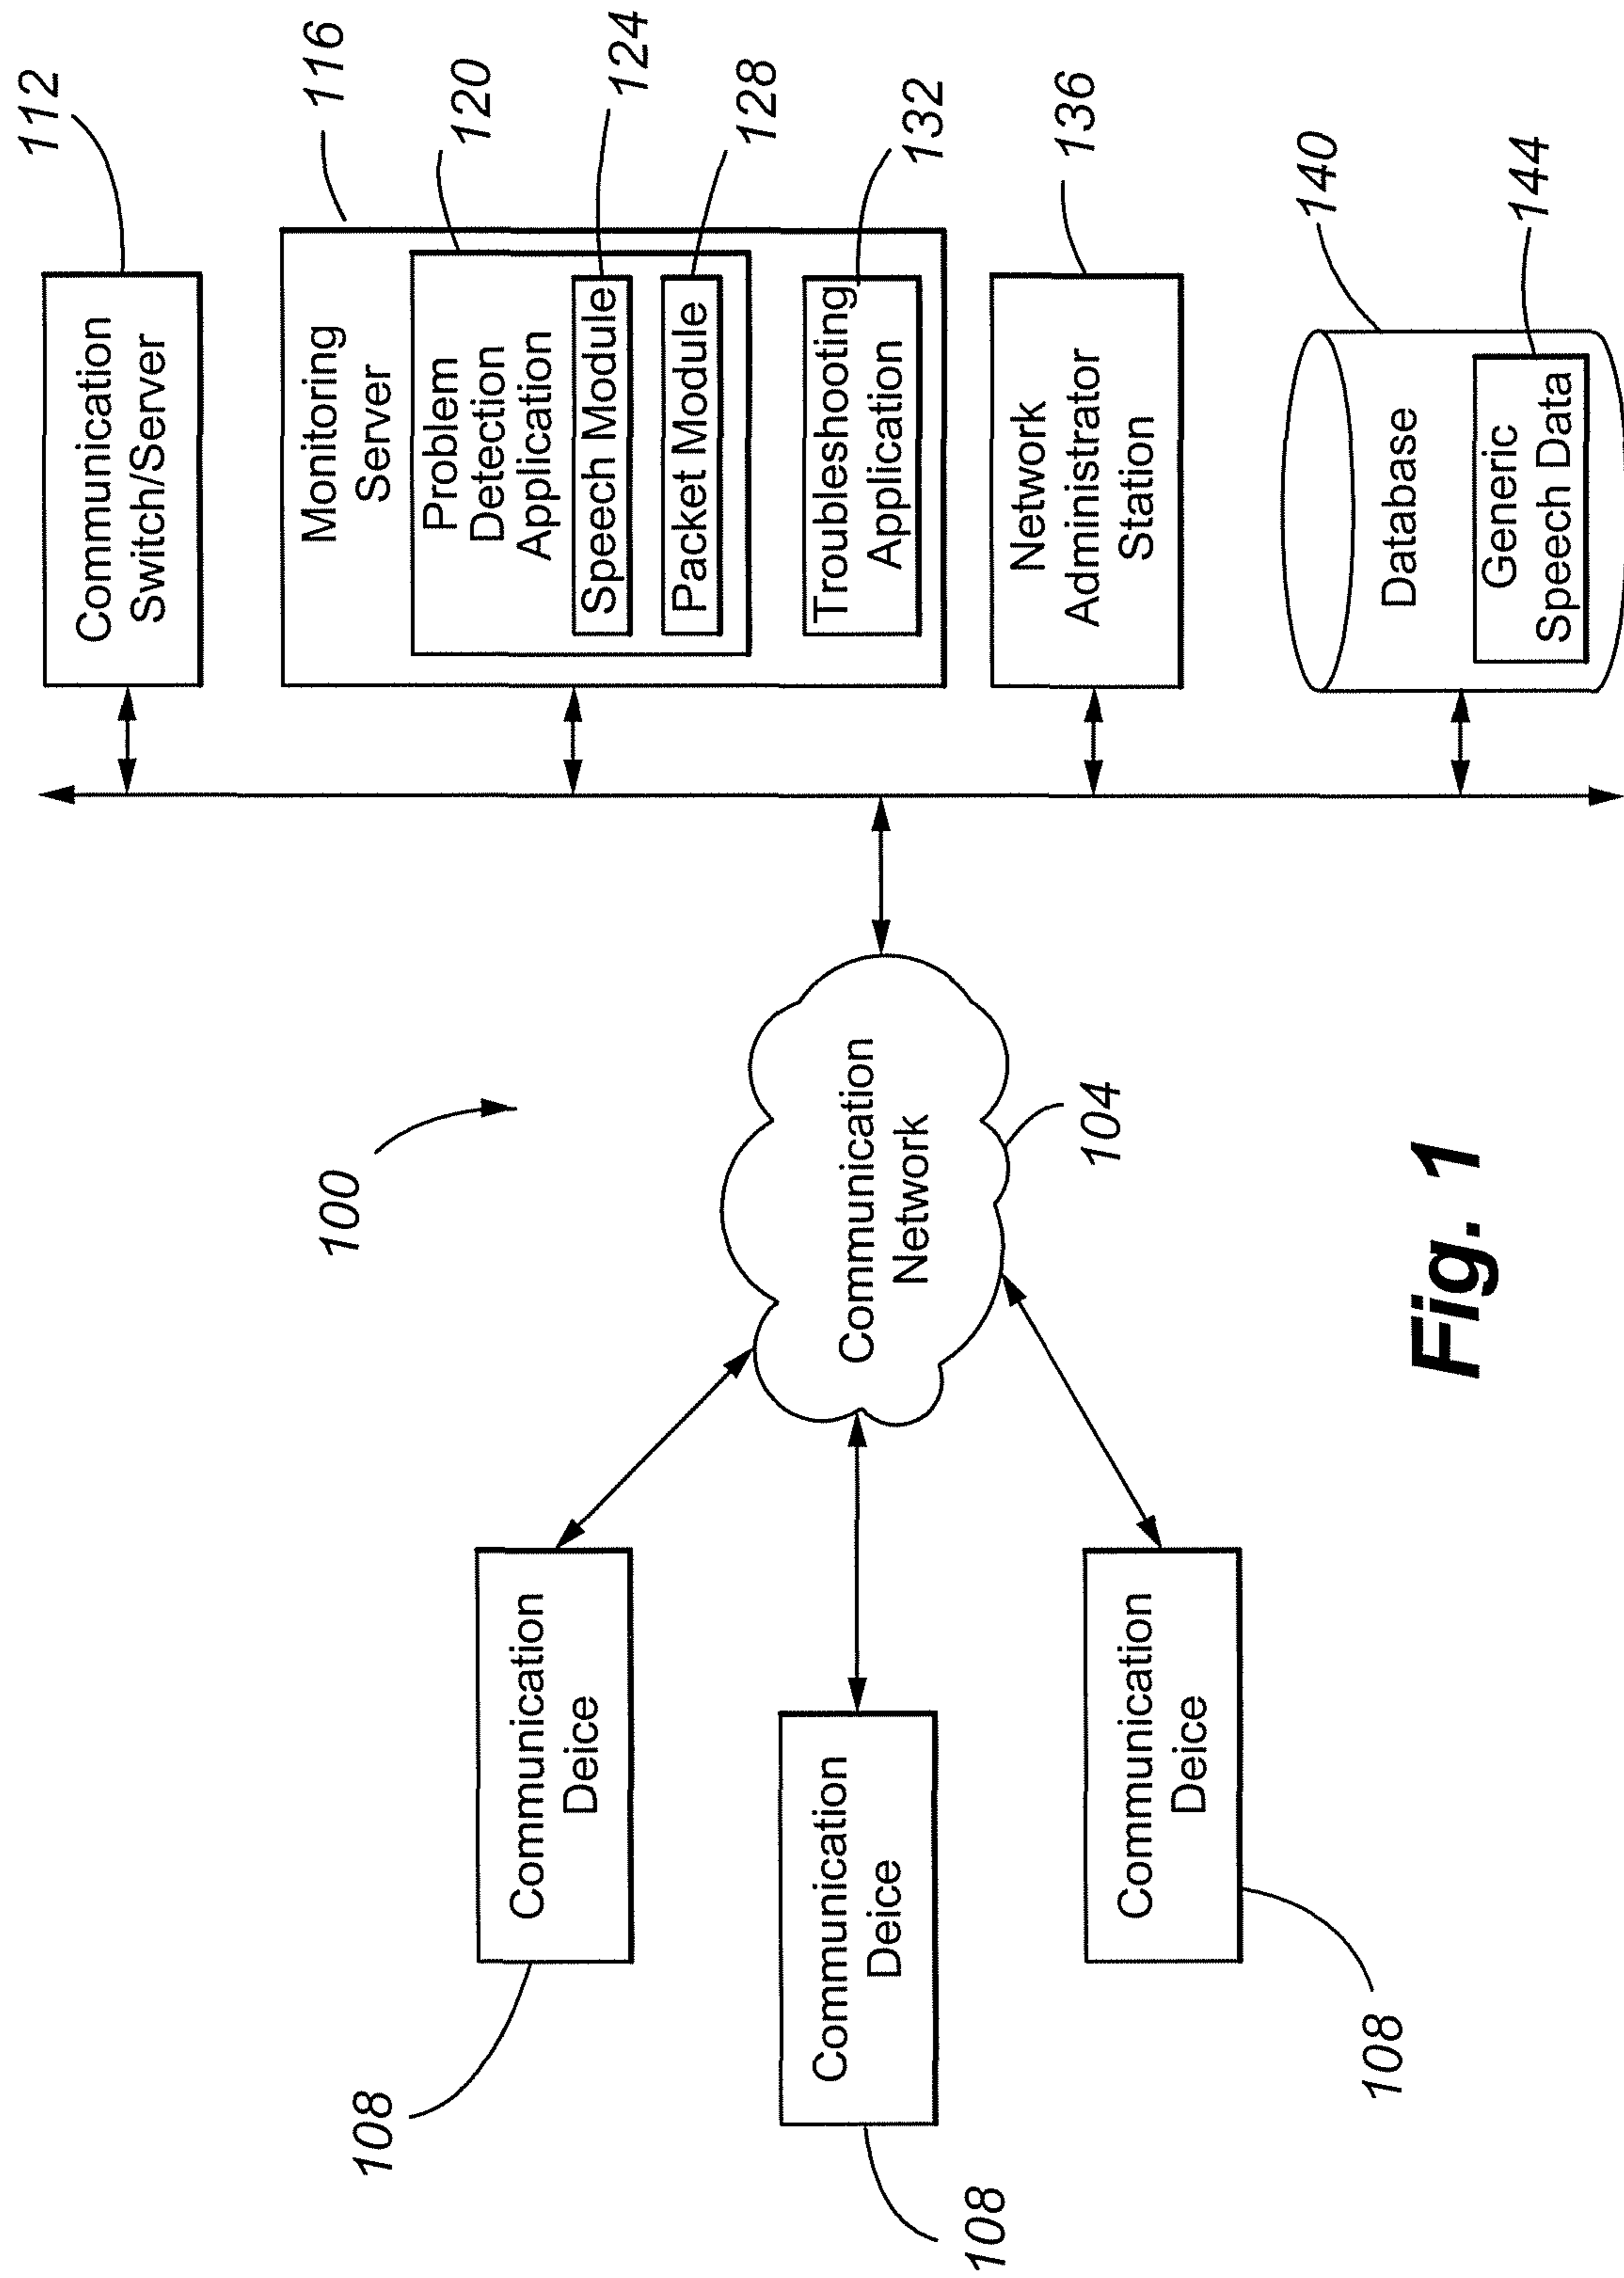 100
108
Communication
Deice
108
Communication
Deice
108
Communication
Deice
Communication
Network
104
Communication
Switch/Server
112
Monitoring
Server
116
Problem
Detection
Application
120
Speech Module
124
Packet Module
128
Troubleshooting
Application
132
Network
Administrator
Station
136
Database
140
Generic
Speech Data
144
Fig. 1